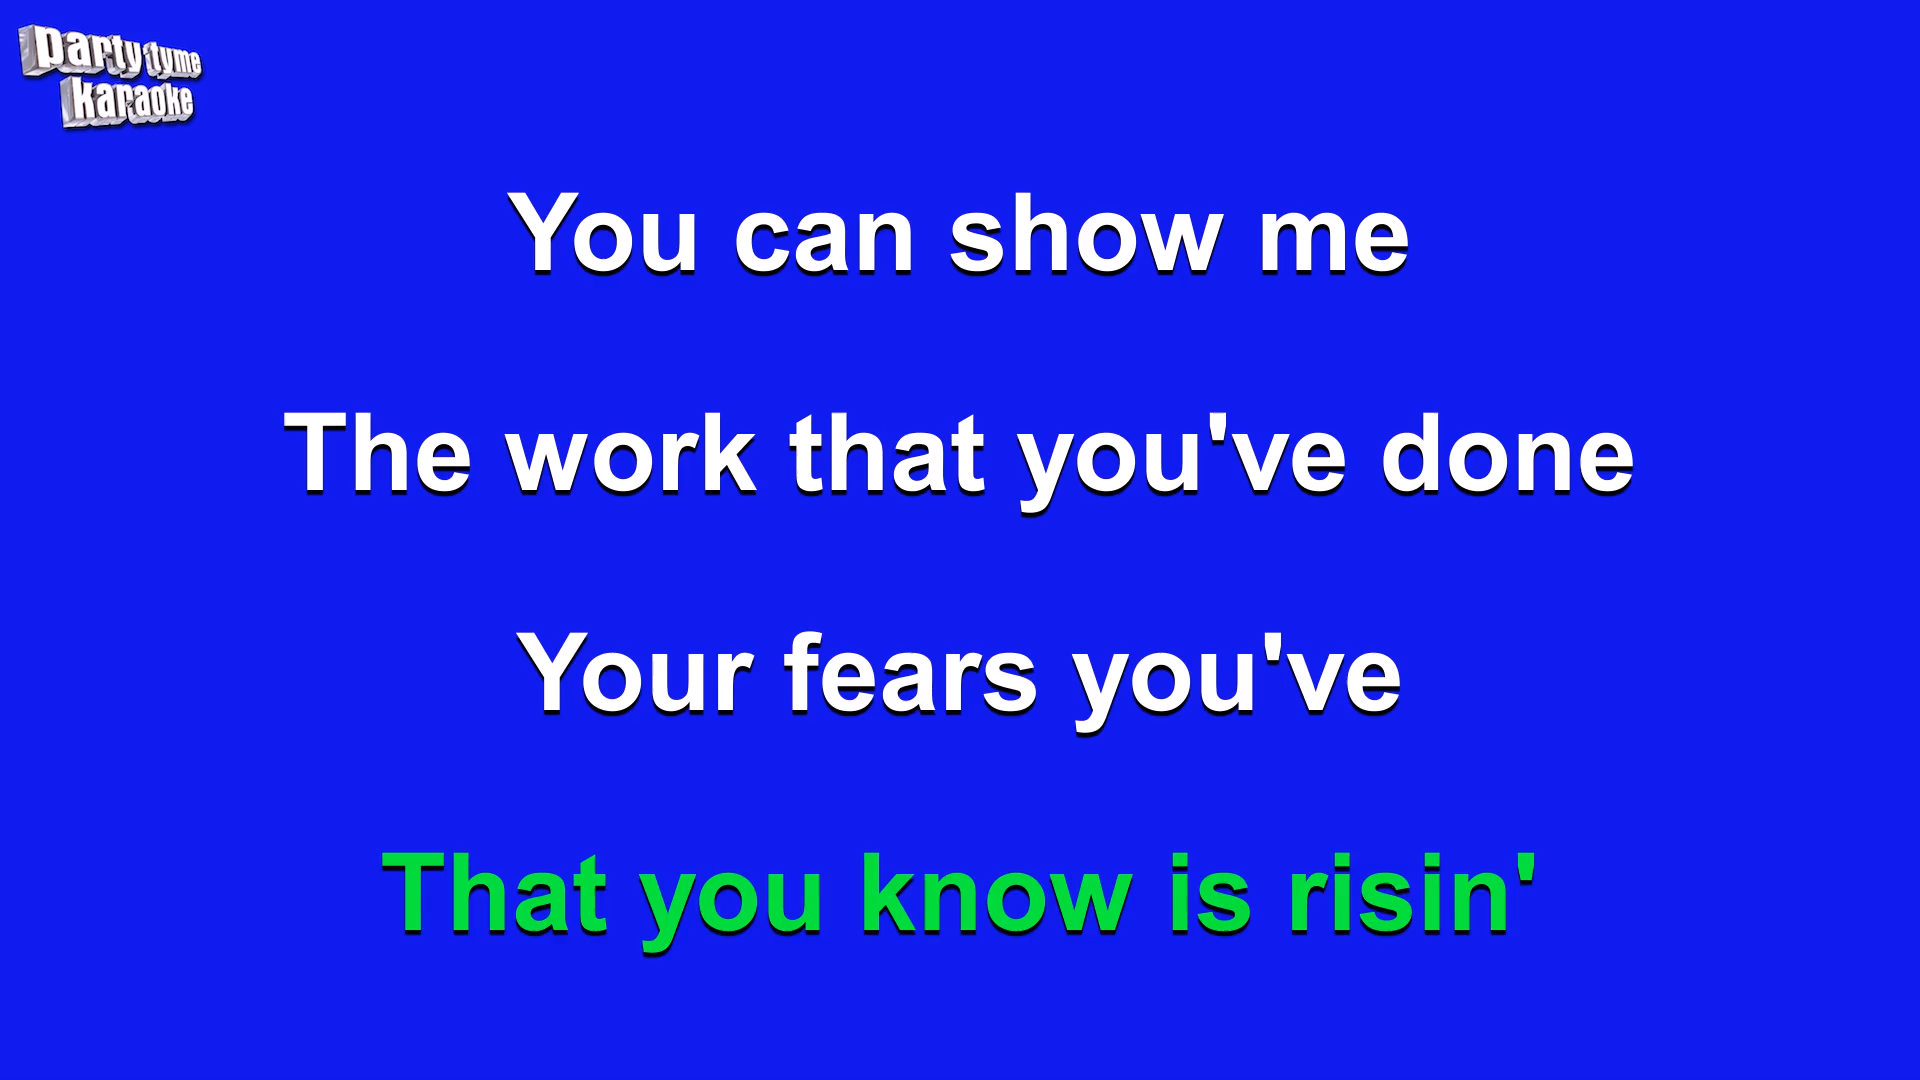 party tyme
karaoke
You can show me
The work that you've done
Your fears you've
That you know is risin'